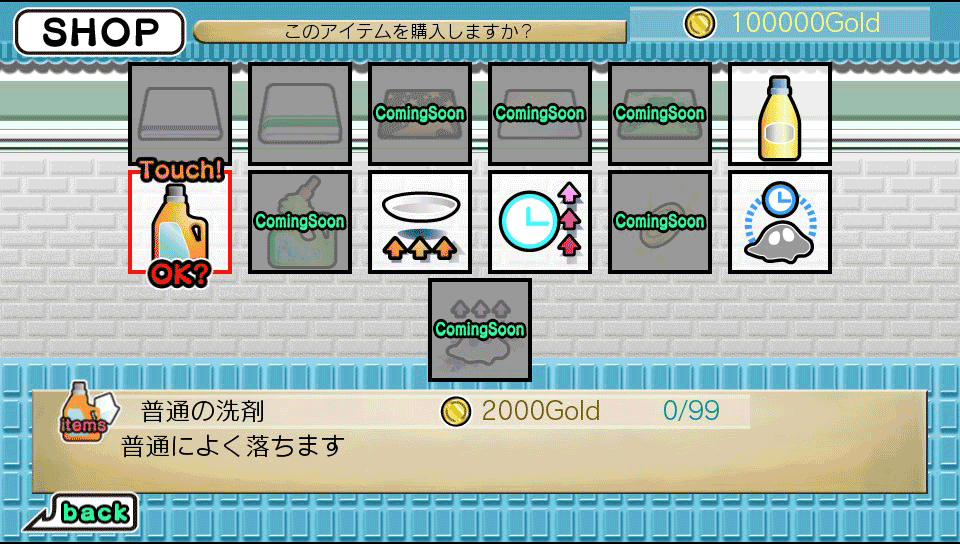 SHOP
このアイテムを購入しますか？
100000Gold
ComingSoon
ComingSoon
ComingSoon
Touch!
OK?
ComingSoon
ComingSoon
ComingSoon
items
普通の洗剤
2000Gold
0/99
普通によく落ちます
back